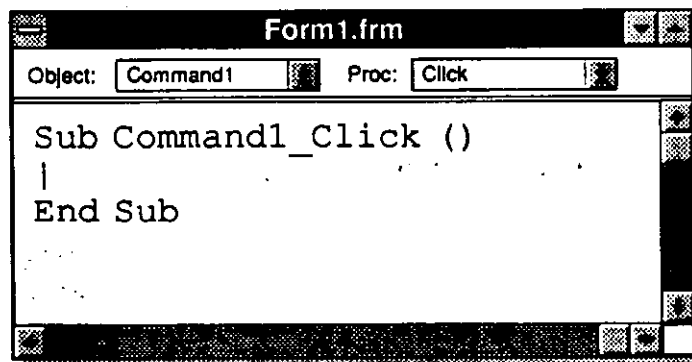 Form1.frm
Object: Command1 Proc: Click
Sub Command1_Click ()
End Sub